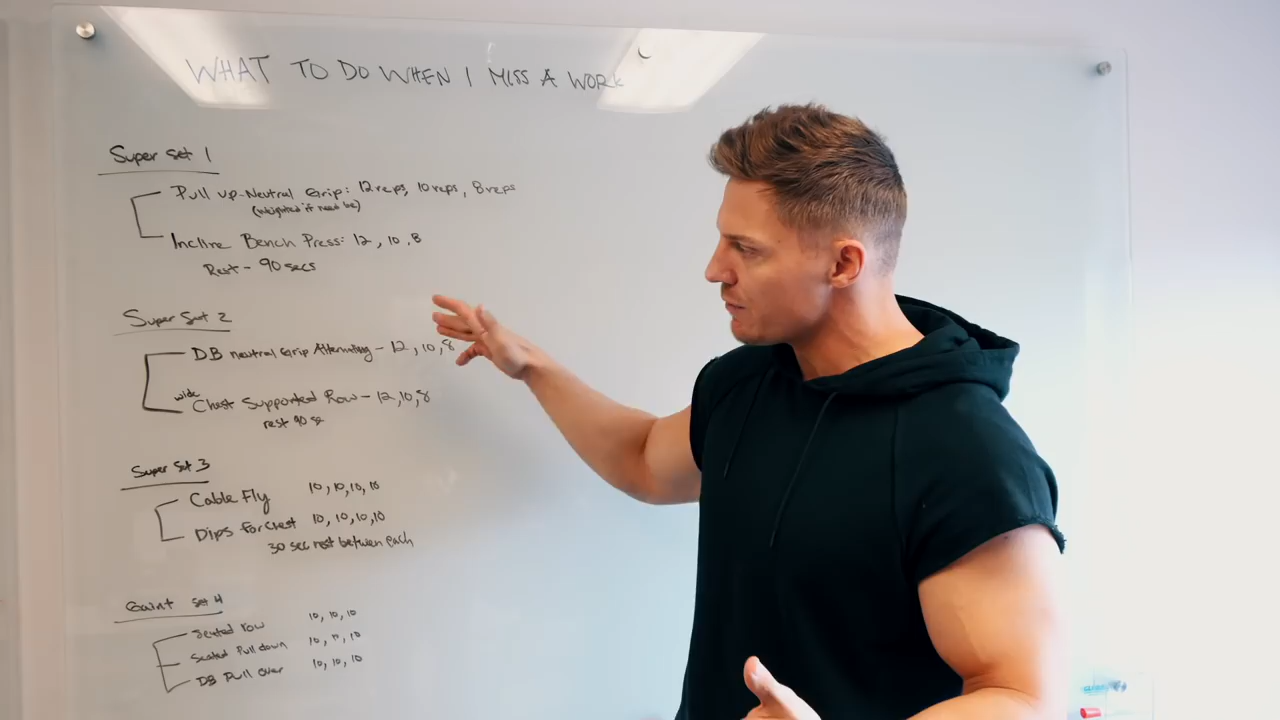 WHAT TO DO WHEN I MISS A WORK
Super Set 1
Pull up-Neutral Grip: 12 reps, 10 reps, 8 reps
(weighted if need be)
Incline Bench Press: 12, 10, 8
Rest - 90 secs
Super Set 2
DB neutral Grip Alternating - 12, 10, 8
wide
Chest Supported Row - 12, 10, 8
rest 90 s
Super Set 3
Cable Fly 10, 10, 10, 10
Dips for Chest 10, 10, 10, 10
30 sec rest between each
Gaint Set 4
Seated Row 10, 10, 10
Seated Pull down 10, 10, 10
DB Pull Over 10, 10, 10